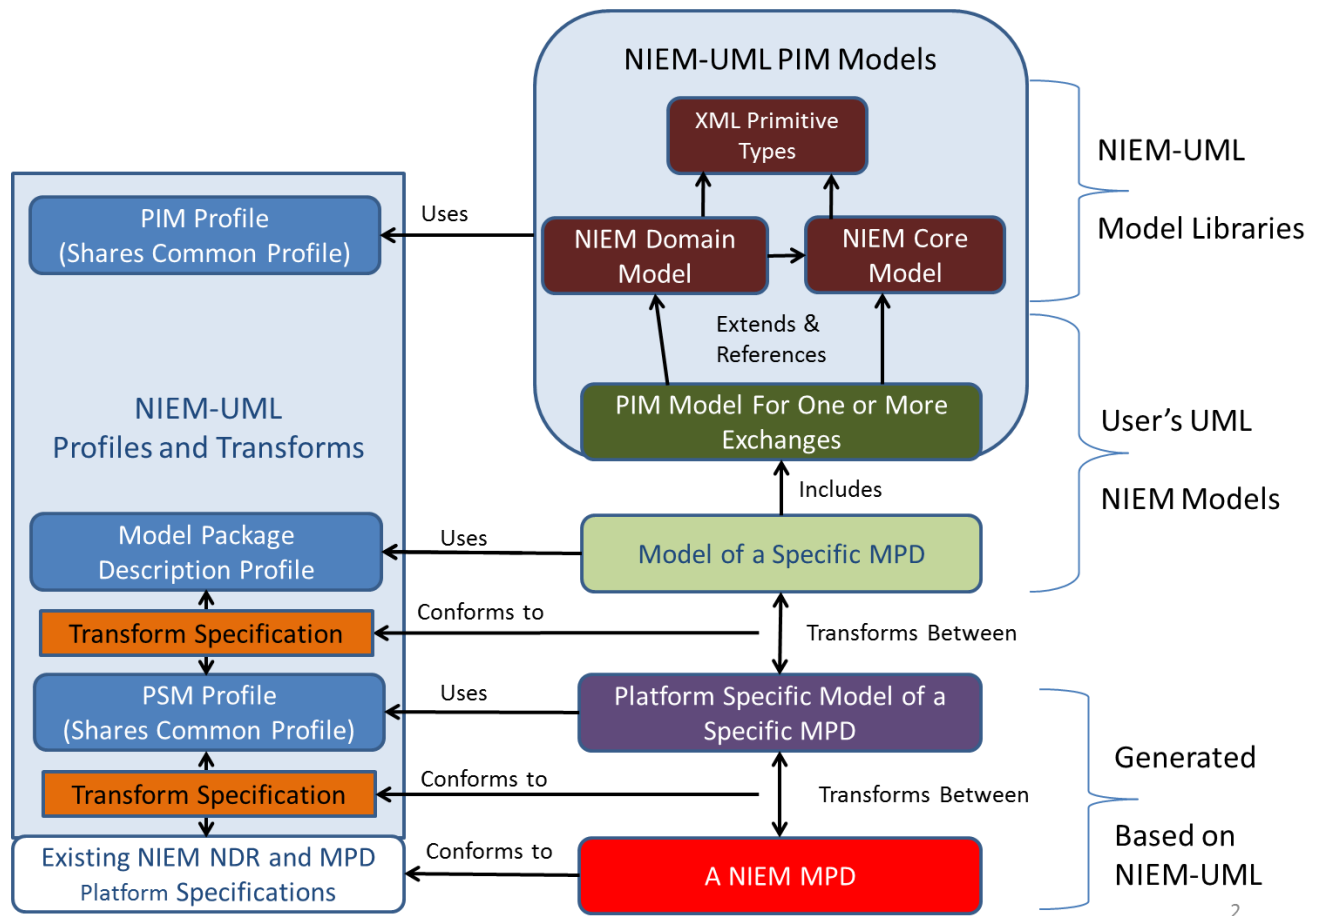 NIEM-UML PIM Models
XML Primitive
Types
NIEM-UML
Model Libraries
PIM Profile
(Shares Common Profile)
Uses
NIEM Domain
Model
NIEM Core
Model
Extends &
References
NIEM-UML
Profiles and Transforms
PIM Model For One or More
Exchanges
User's UML
NIEM Models
Includes
Model Package
Description Profile
Uses
Model of a Specific MPD
Transform Specification
Conforms to
Transforms Between
PSM Profile
(Shares Common Profile)
Uses
Platform Specific Model of a
Specific MPD
Generated
Based on
NIEM-UML
Transform Specification
Conforms to
Transforms Between
Existing NIEM NDR and MPD
Platform Specifications
Conforms to
A NIEM MPD
2